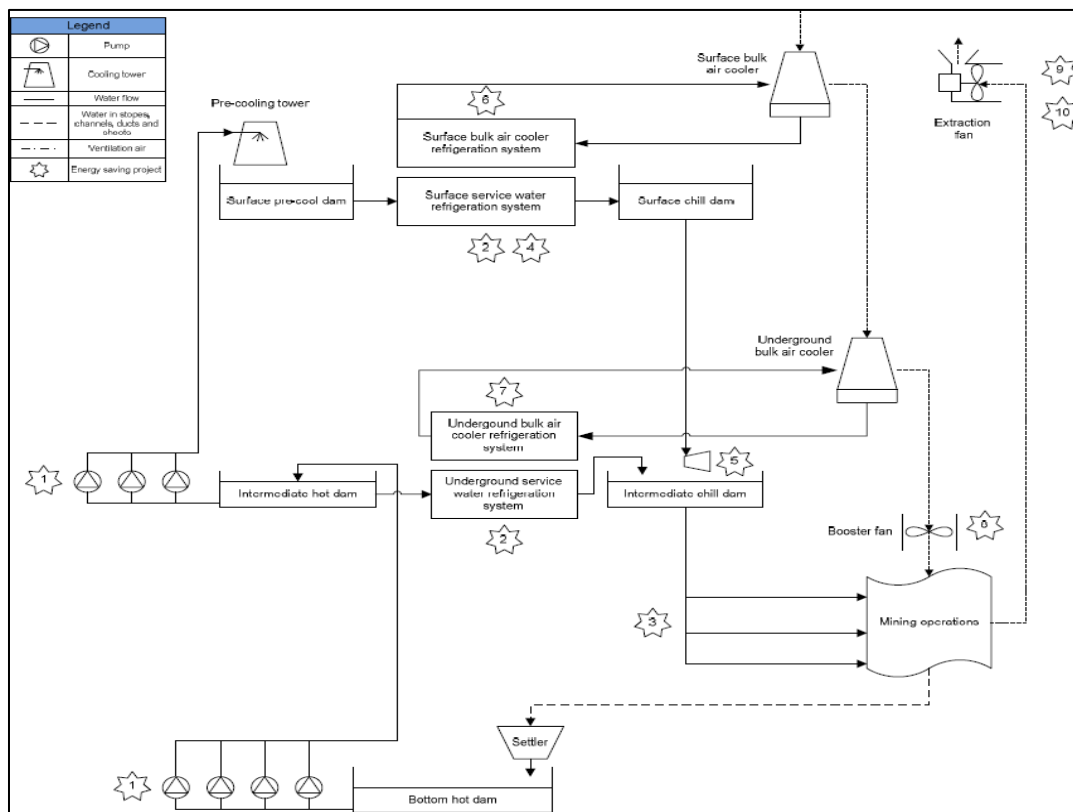 Legend
Pump
Cooling tower
Water flow
Water in stopes,
channels, ducts and
sheets
Ventilation air
Energy saving project
Pre-cooling tower
Surface bulk
air cooler
9
10
Extraction
fan
6
Surface bulk air cooler
refrigeration system
Surface pre-cool dam
Surface service water
refrigeration system
Surface chill dam
2
4
Underground
bulk air cooler
7
Undergound bulk air
cooler refrigeration
system
1
Intermediate hot dam
Underground service
water refrigeration
system
5
Intermediate chill dam
2
Booster fan
8
3
Mining operations
Settler
1
Bottom hot dam